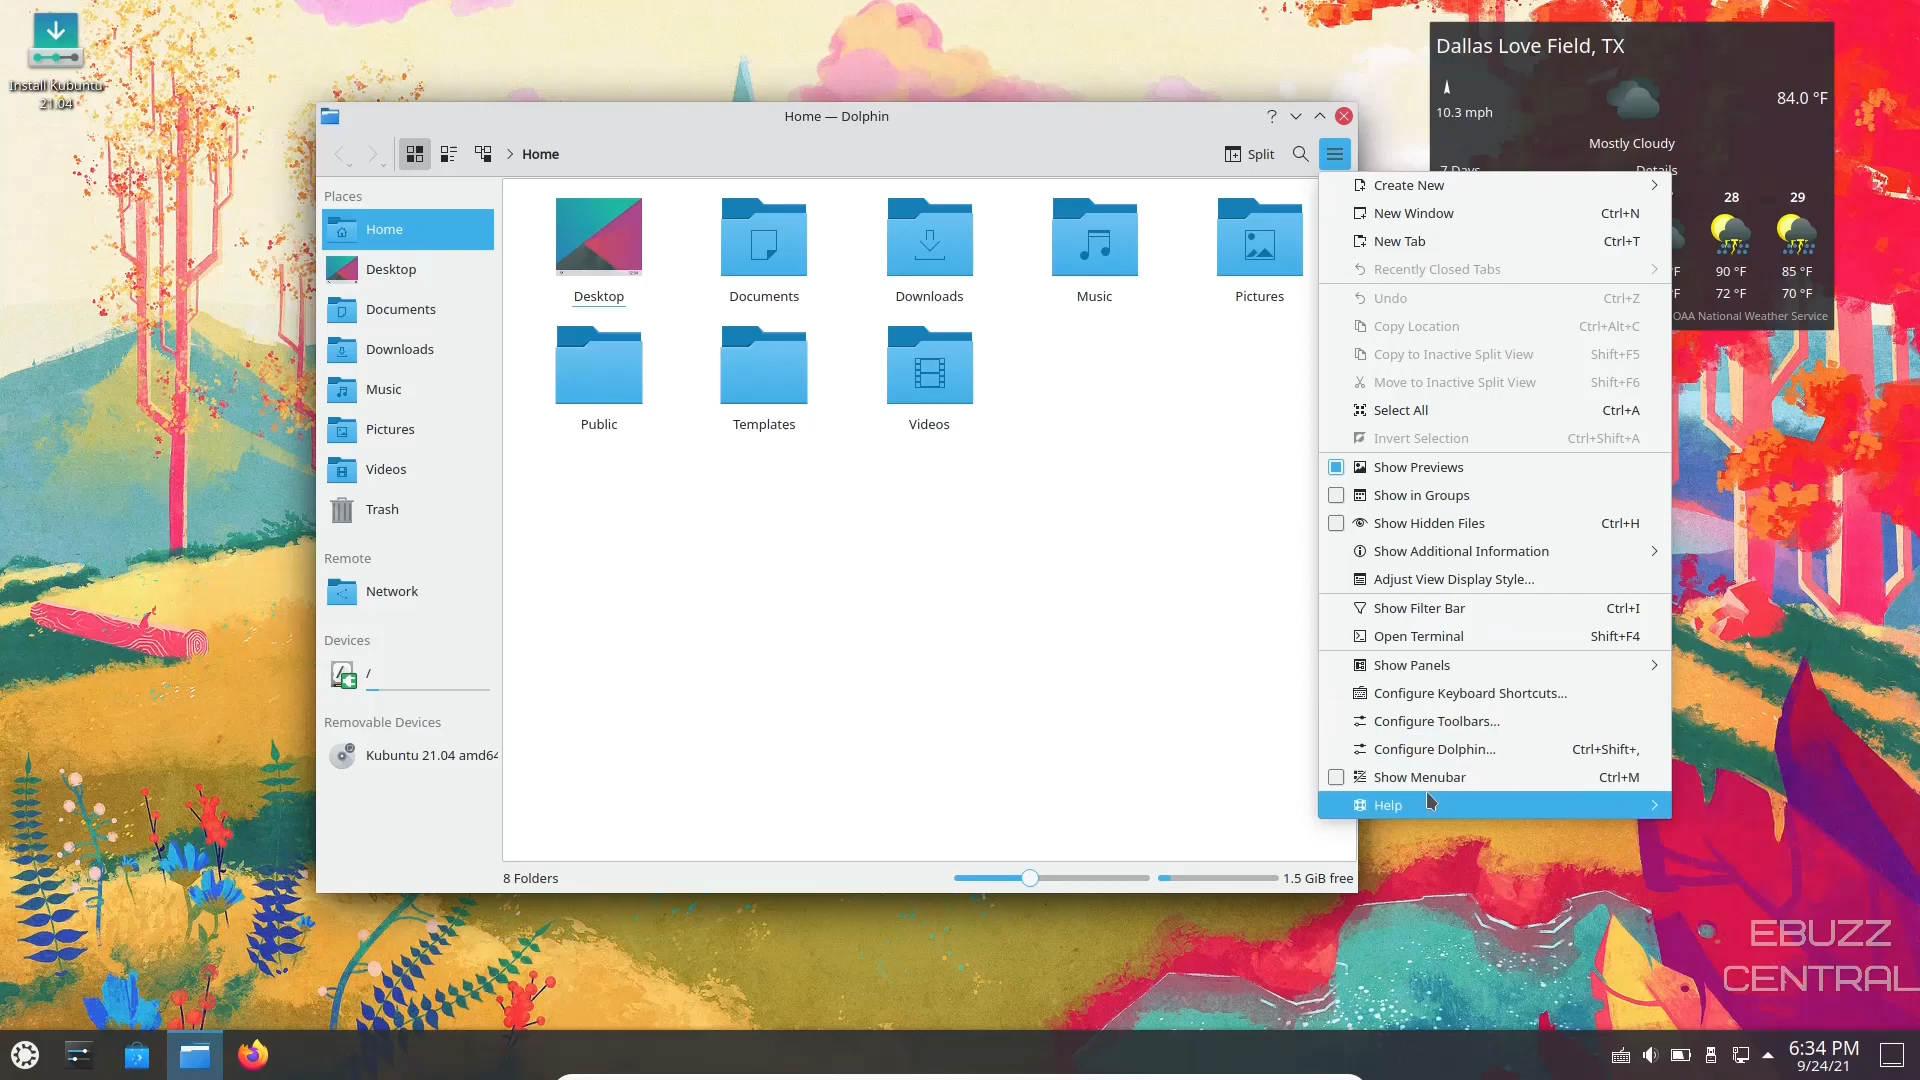 Install Kubuntu
21.04
Dallas Love Field, TX
10.3 mph
84.0 °F
Mostly Cloudy
7 Days
Details
28
29
90 °F
85 °F
72 °F
70 °F
OAA National Weather Service
Home — Dolphin
Home
Split
Places
Home
Desktop
Documents
Downloads
Music
Pictures
Videos
Trash
Remote
Network
Devices
/
Removable Devices
Kubuntu 21.04 amd64
Desktop
Documents
Downloads
Music
Pictures
Public
Templates
Videos
8 Folders
1.5 GiB free
Create New
New Window Ctrl+N
New Tab Ctrl+T
Recently Closed Tabs
Undo Ctrl+Z
Copy Location Ctrl+Alt+C
Copy to Inactive Split View Shift+F5
Move to Inactive Split View Shift+F6
Select All Ctrl+A
Invert Selection Ctrl+Shift+A
Show Previews
Show in Groups
Show Hidden Files Ctrl+H
Show Additional Information
Adjust View Display Style...
Show Filter Bar Ctrl+I
Open Terminal Shift+F4
Show Panels
Configure Keyboard Shortcuts...
Configure Toolbars...
Configure Dolphin... Ctrl+Shift+,
Show Menubar Ctrl+M
Help
EBUZZ
CENTRAL
6:34 PM
9/24/21